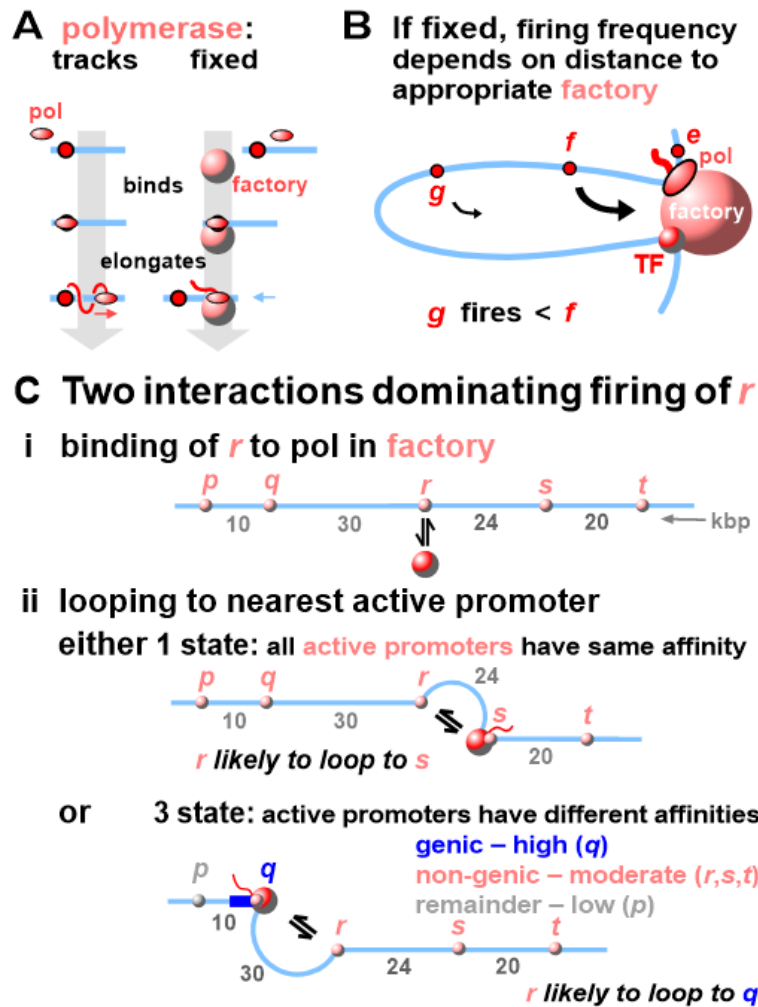 A polymerase:
tracks fixed
pol
binds
factory
elongates
B If fixed, firing frequency
depends on distance to
appropriate factory
e
f
pol
g
factory
TF
g fires < f
C Two interactions dominating firing of r
i binding of r to pol in factory
p q r s t
10 30 24 20 kbp
ii looping to nearest active promoter
either 1 state: all active promoters have same affinity
24
p q r s t
10 30 20
r likely to loop to s
or 3 state: active promoters have different affinities
genic – high (q)
non-genic – moderate (r,s,t)
remainder – low (p)
p q
10 r s t
30 24 20
r likely to loop to q